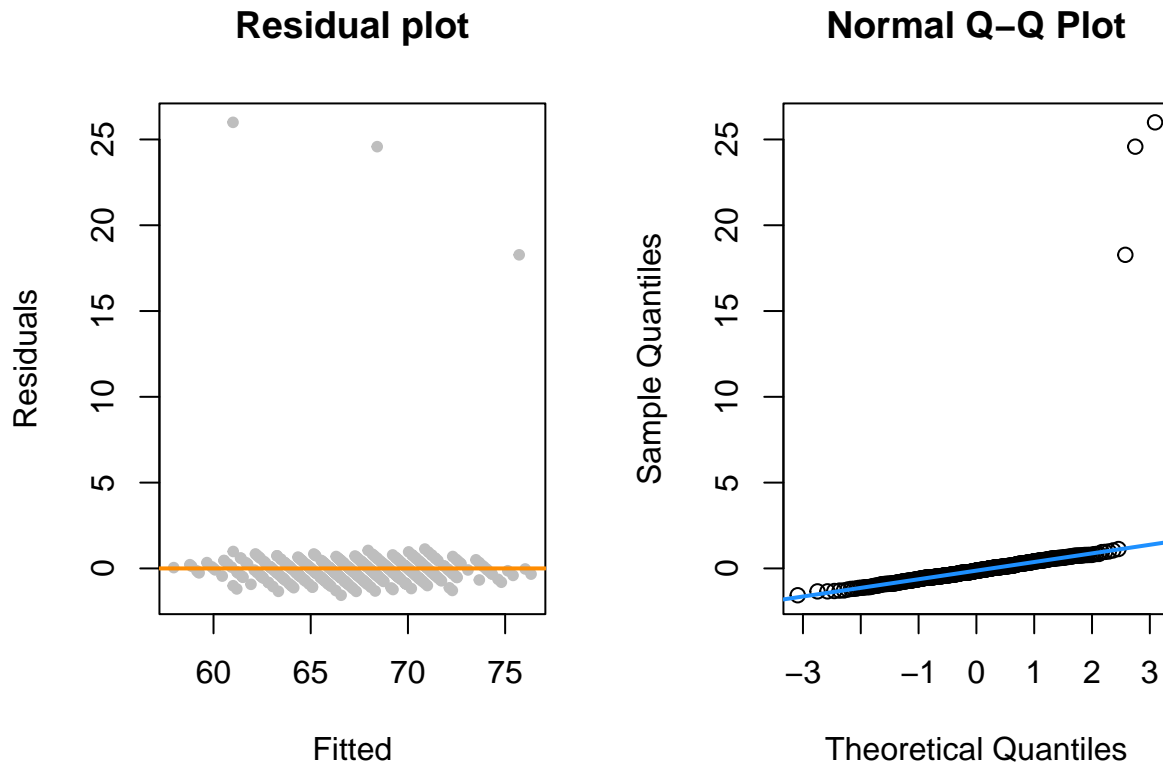 Residual plot
Residuals
0 5 10 15 20 25
60 65 70 75
Fitted
Normal Q−Q Plot
Sample Quantiles
0 5 10 15 20 25
−3 −1 0 1 2 3
Theoretical Quantiles